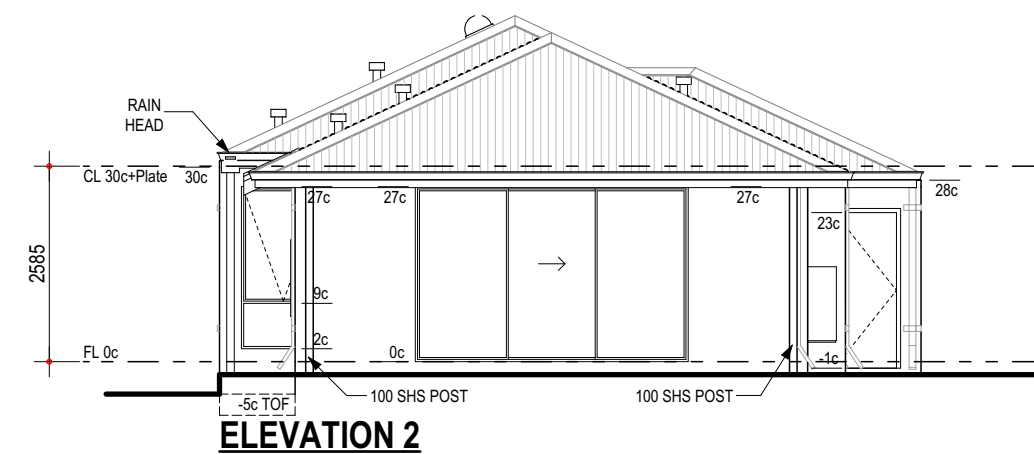 RAIN
HEAD
CL 30c+Plate
30c
27c
27c
27c
28c
23c
2585
9c
2c
0c
-1c
FL 0c
100 SHS POST
100 SHS POST
-5c TOF
ELEVATION 2